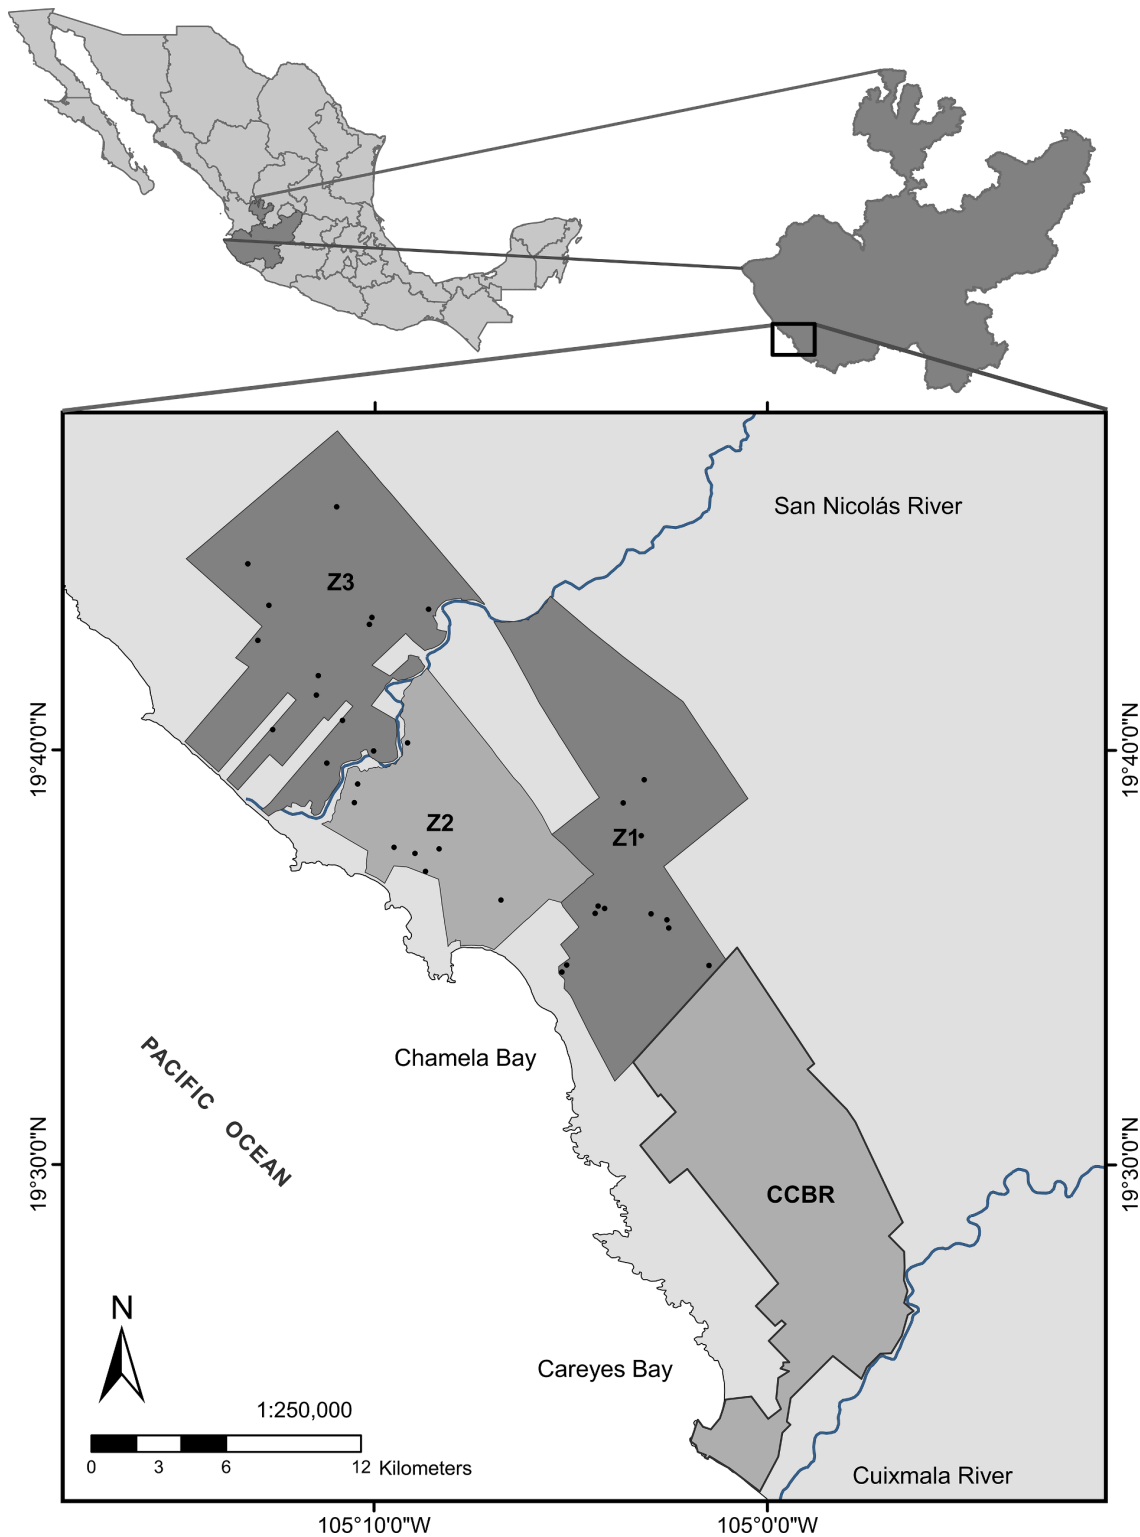 San Nicolás River
Z3
19°40'0"N
19°40'0"N
Z2
Z1
Chamela Bay
PACIFIC OCEAN
19°30'0"N
19°30'0"N
CCBR
N
Careyes Bay
1:250,000
0 3 6 12 Kilometers
Cuixmala River
105°10'0"W
105°0'0"W